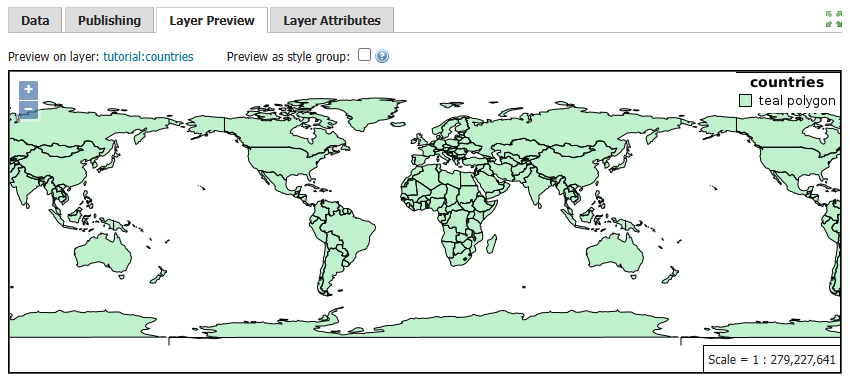 Data Publishing Layer Preview Layer Attributes
Preview on layer: tutorial:countries Preview as style group: ?
+
−
countries
teal polygon
Scale = 1 : 279,227,641